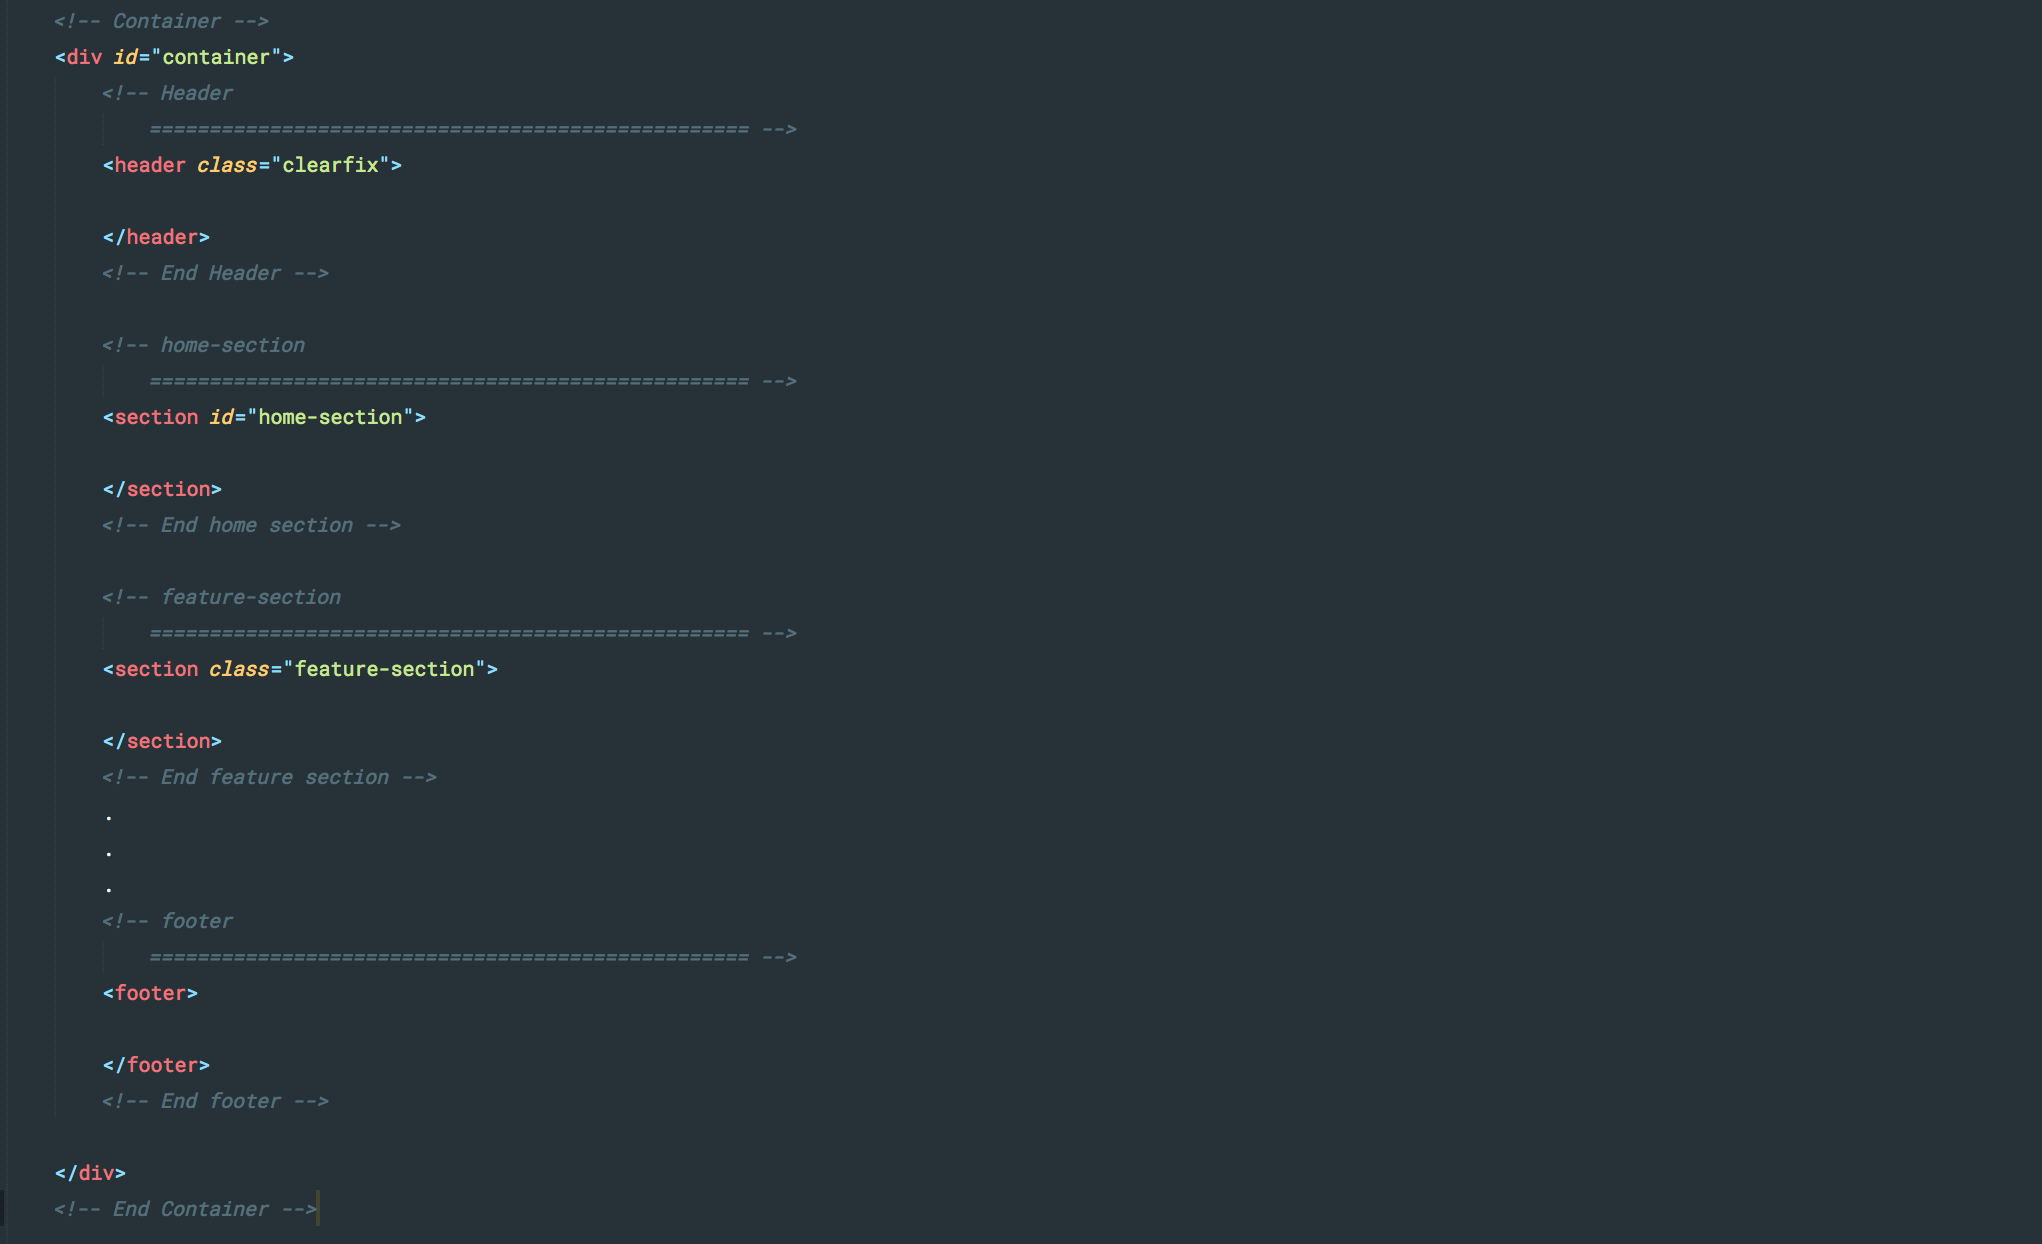 <!-- Container -->
<div id="container">
<!-- Header
================================================== -->
<header class="clearfix">
</header>
<!-- End Header -->
<!-- home-section
================================================== -->
<section id="home-section">
</section>
<!-- End home section -->
<!-- feature-section
================================================== -->
<section class="feature-section">
</section>
<!-- End feature section -->
.
.
.
<!-- footer
================================================== -->
<footer>
</footer>
<!-- End footer -->
</div>
<!-- End Container -->